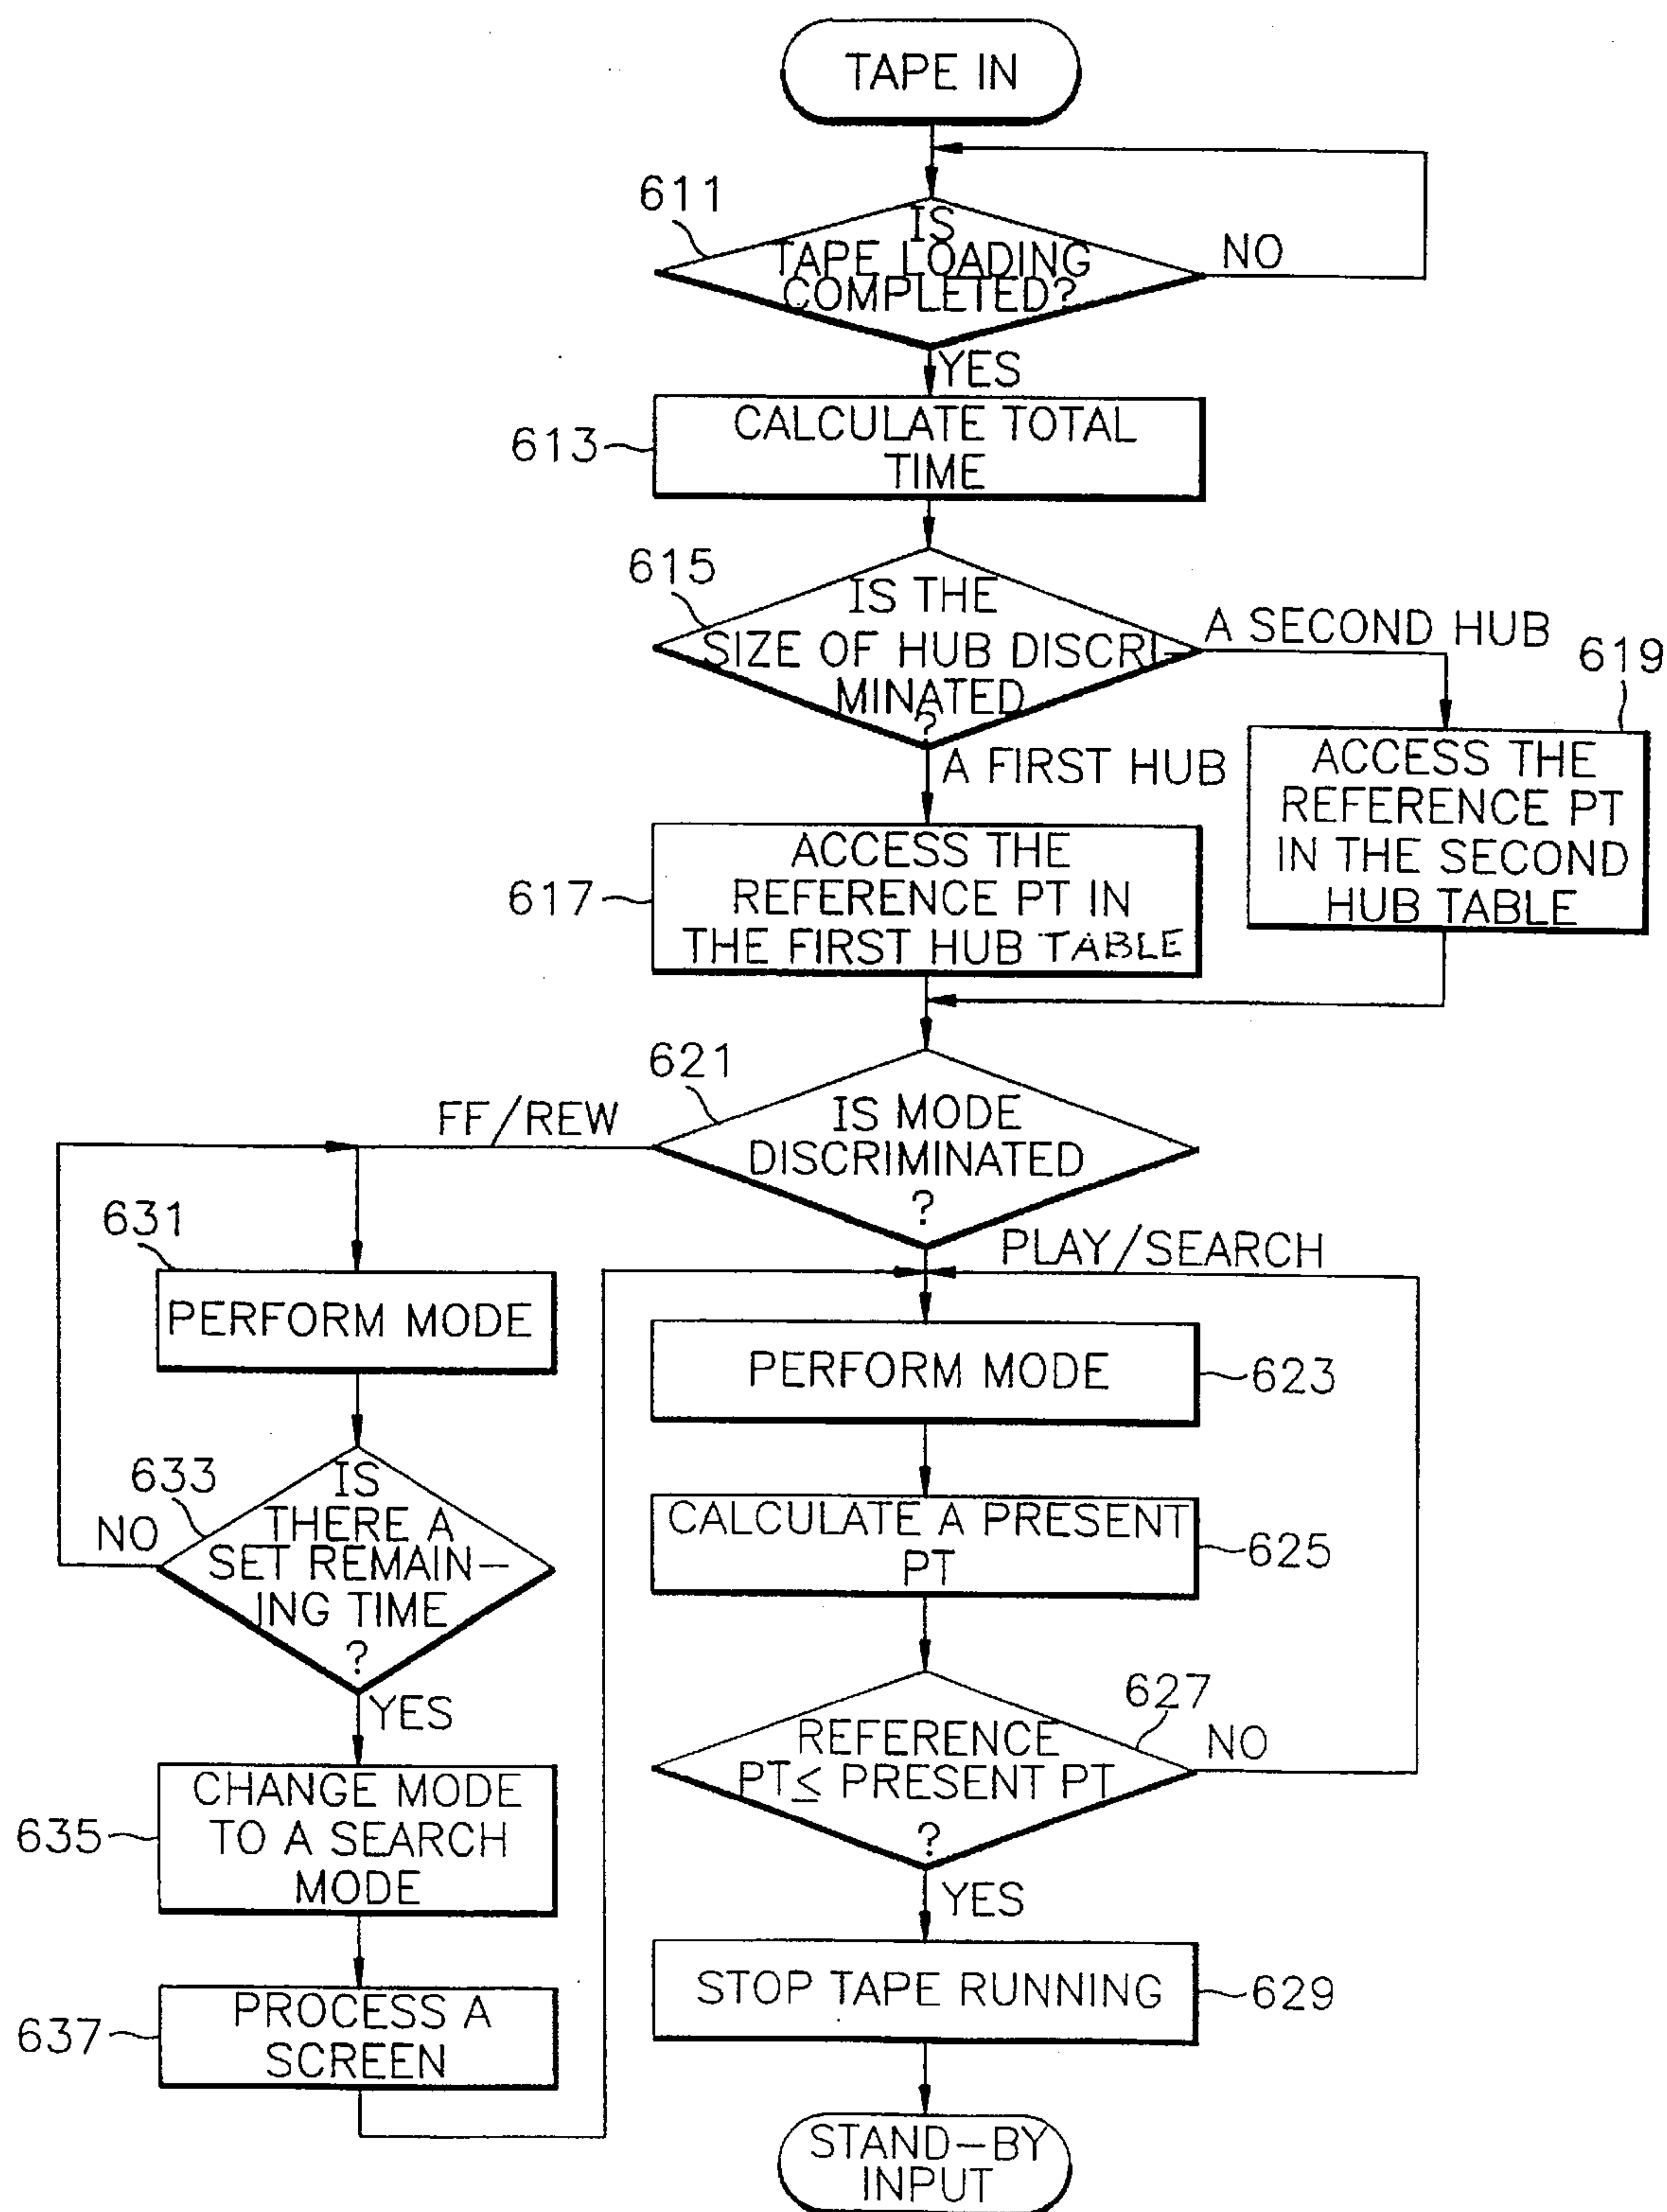 TAPE IN
611
IS
TAPE LOADING
COMPLETED?
NO
YES
613
CALCULATE TOTAL
TIME
615
IS THE
SIZE OF HUB DISCRI-
MINATED
?
A SECOND HUB
619
A FIRST HUB
ACCESS THE
REFERENCE PT
IN THE SECOND
HUB TABLE
617
ACCESS THE
REFERENCE PT IN
THE FIRST HUB TABLE
621
IS MODE
DISCRIMINATED
?
FF/REW
PLAY/SEARCH
631
PERFORM MODE
PERFORM MODE
623
633
IS
THERE A
SET REMAIN-
ING TIME
?
NO
YES
CALCULATE A PRESENT
PT
625
627
REFERENCE
PT≤ PRESENT PT
?
NO
YES
635
CHANGE MODE
TO A SEARCH
MODE
637
PROCESS A
SCREEN
STOP TAPE RUNNING
629
STAND-BY
INPUT